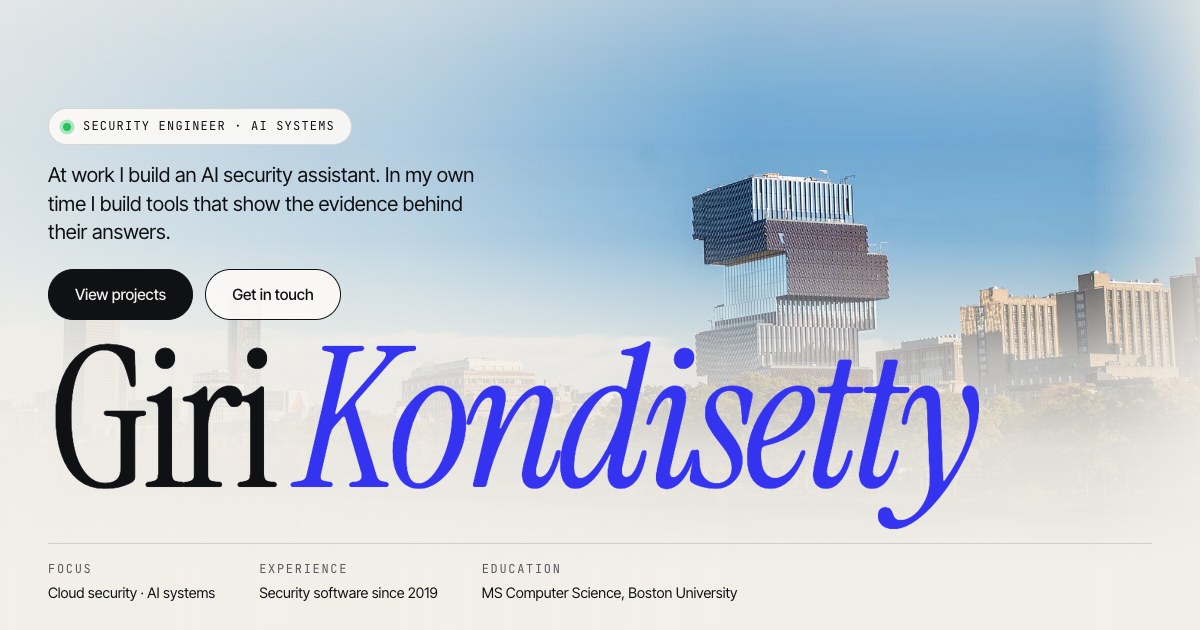 SECURITY ENGINEER · AI SYSTEMS
At work I build an AI security assistant. In my own
time I build tools that show the evidence behind
their answers.
View projects
Get in touch
Giri Kondisetty
FOCUS
Cloud security · AI systems
EXPERIENCE
Security software since 2019
EDUCATION
MS Computer Science, Boston University